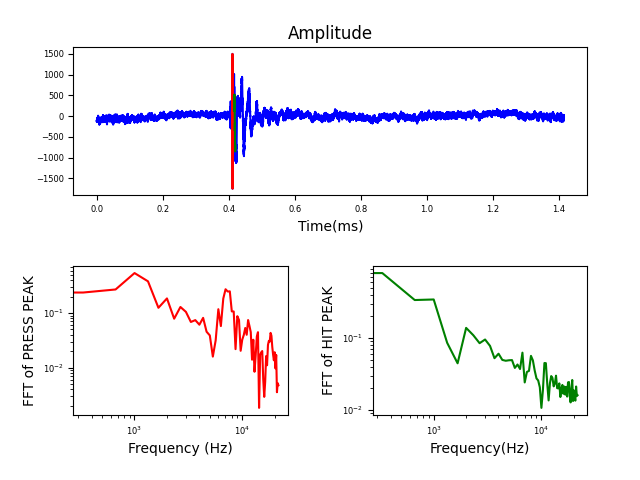 Amplitude
1500
1000
500
0
−500
−1000
−1500
0.0 0.2 0.4 0.6 0.8 1.0 1.2 1.4
Time(ms)
FFT of PRESS PEAK
10⁻¹
10⁻²
10³ 10⁴
Frequency (Hz)
FFT of HIT PEAK
10⁻¹
10⁻²
10³ 10⁴
Frequency(Hz)